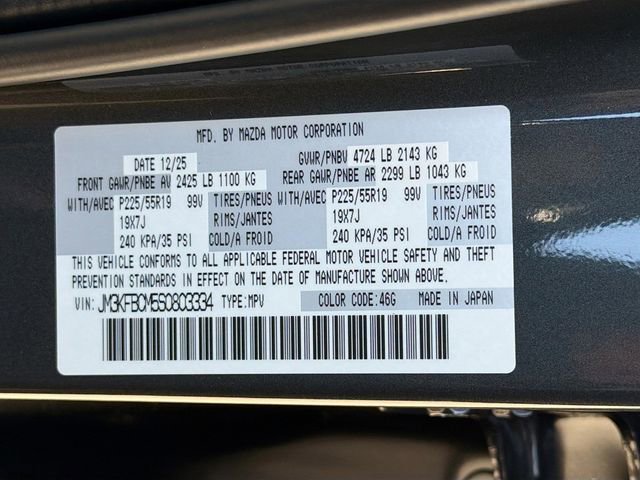 MFD. BY MAZDA MOTOR CORPORATION
DATE 12/25 GVWR/PNBV 4724 LB 2143 KG
FRONT GAWR/PNBE AV 2425 LB 1100 KG REAR GAWR/PNBE AR 2299 LB 1043 KG
WITH/AVEC P225/55R19 99V TIRES/PNEUS WITH/AVEC P225/55R19 99V TIRES/PNEUS
19X7J RIMS/JANTES 19X7J RIMS/JANTES
240 KPA/35 PSI COLD/A FROID 240 KPA/35 PSI COLD/A FROID
THIS VEHICLE CONFORMS TO ALL APPLICABLE FEDERAL MOTOR VEHICLE SAFETY AND THEFT
PREVENTION STANDARDS IN EFFECT ON THE DATE OF MANUFACTURE SHOWN ABOVE.
VIN: JM3KFBCM5S0803334 TYPE: MPV COLOR CODE: 46G MADE IN JAPAN